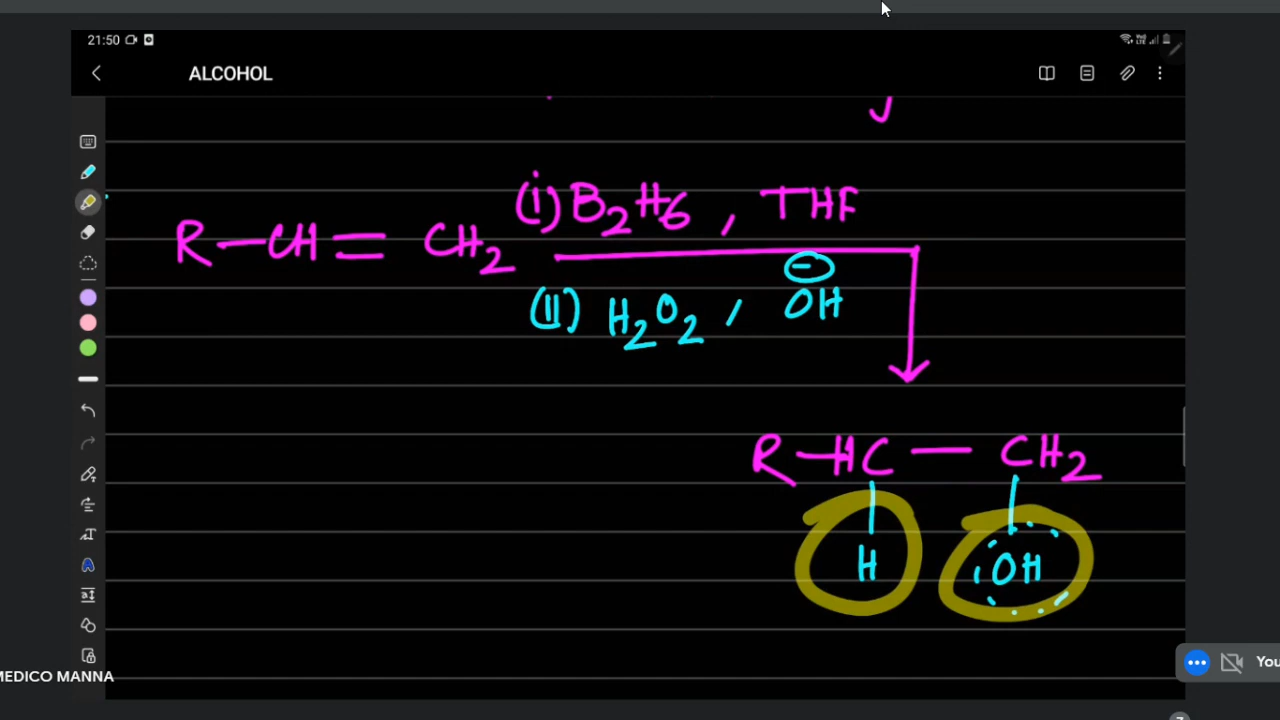 21:50
ALCOHOL
(i) B2H6, THF
R—CH=CH2
(II) H2O2, OH
−
R—HC—CH2
H OH
MEDICO MANNA
You